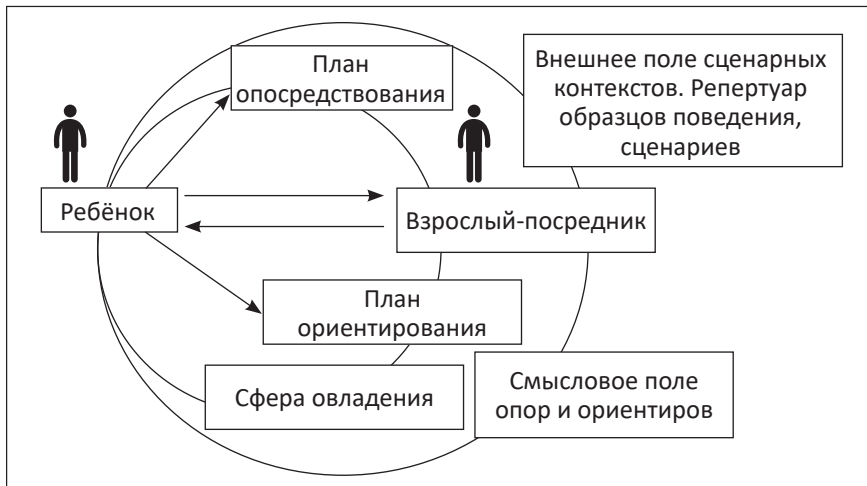 План
опосредствования
Внешнее поле сценарных
контекстов. Репертуар
образцов поведения,
сценариев
Ребёнок
Взрослый-посредник
План
ориентирования
Сфера овладения
Смысловое поле
опор и ориентиров